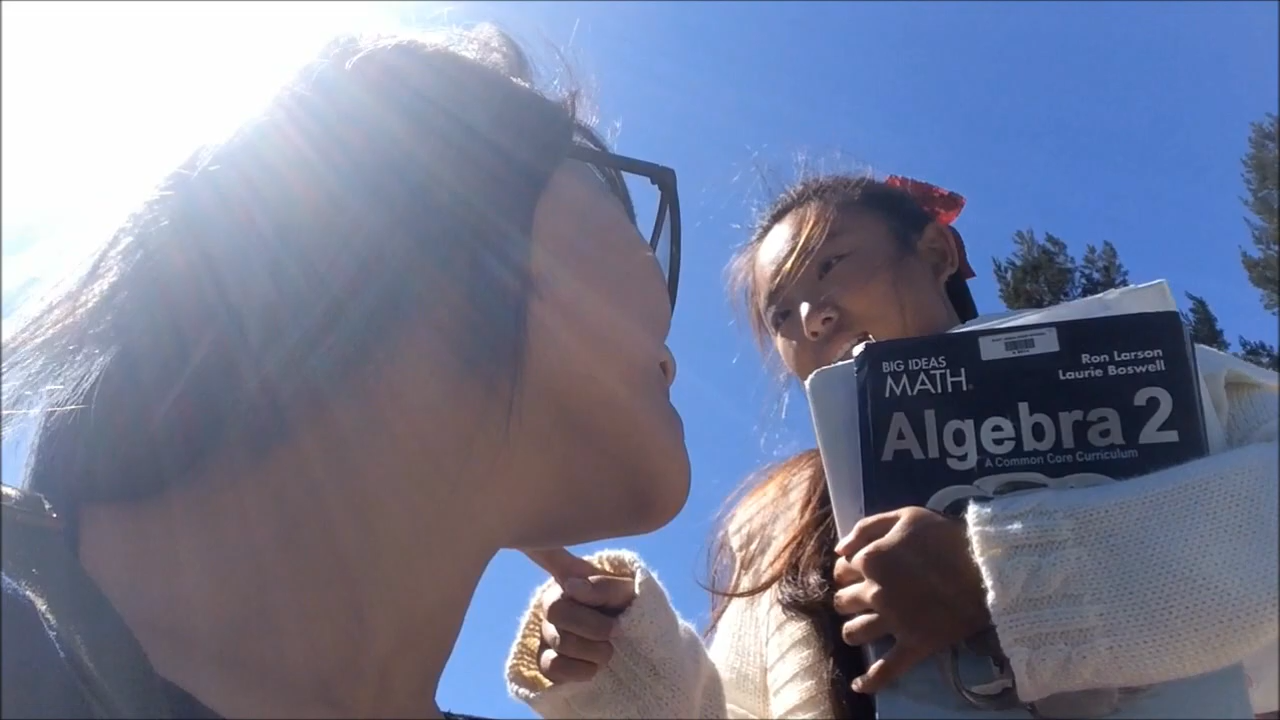 BIG IDEAS
MATH
Ron Larson
Laurie Boswell
Algebra 2
A Common Core Curriculum